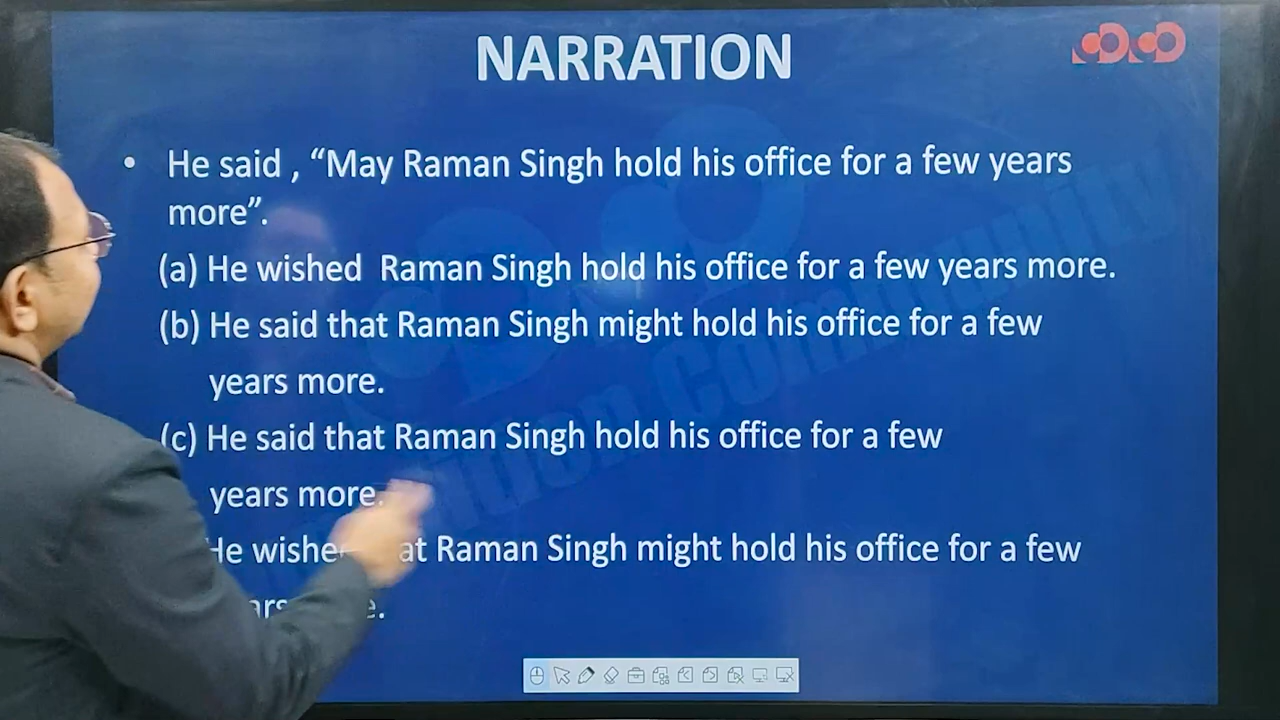 NARRATION
• He said , “May Raman Singh hold his office for a few years
more”.
(a) He wished Raman Singh hold his office for a few years more.
(b) He said that Raman Singh might hold his office for a few
years more.
(c) He said that Raman Singh hold his office for a few
years more.
He wished Raman Singh might hold his office for a few
Community